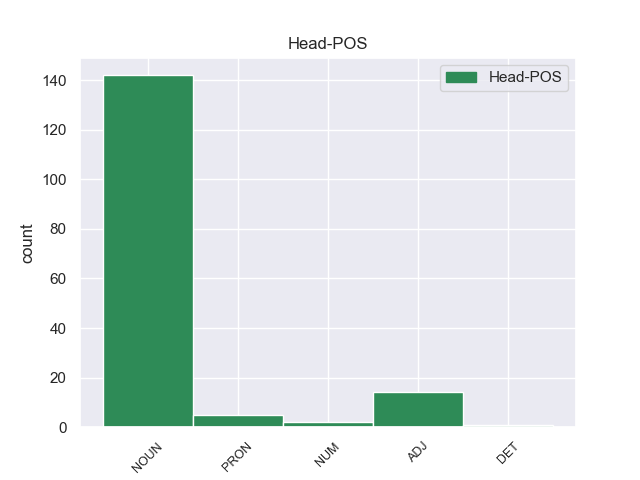 Head-POS
Head-POS
count
140
120
100
80
60
40
20
0
NOUN
PRON
NUM
ADJ
DET